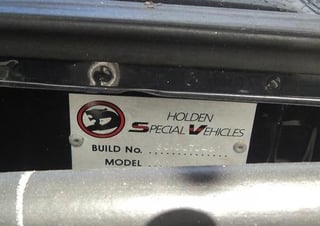 HOLDEN
SPECIAL VEHICLES
BUILD No.
MODEL